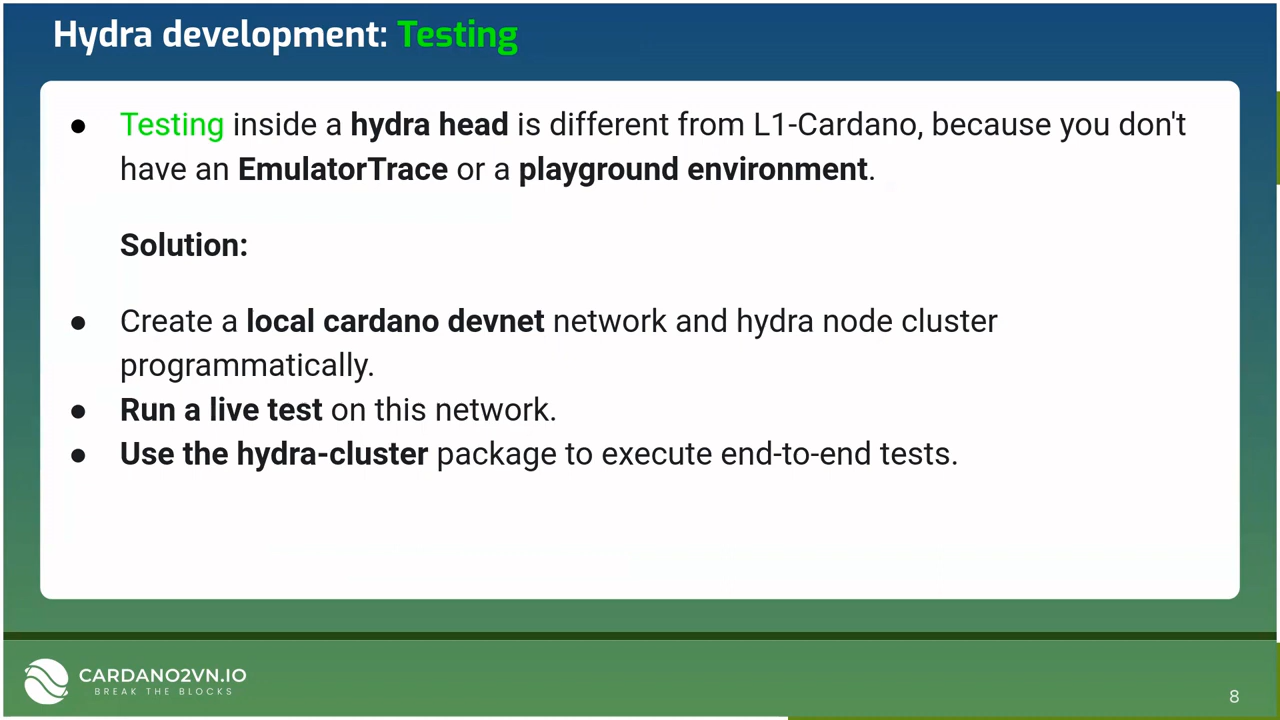 Hydra development: Testing
● Testing inside a hydra head is different from L1-Cardano, because you don't
have an EmulatorTrace or a playground environment.
Solution:
● Create a local cardano devnet network and hydra node cluster
programmatically.
● Run a live test on this network.
● Use the hydra-cluster package to execute end-to-end tests.
CARDANO2VN.IO
BREAK THE BLOCKS
8